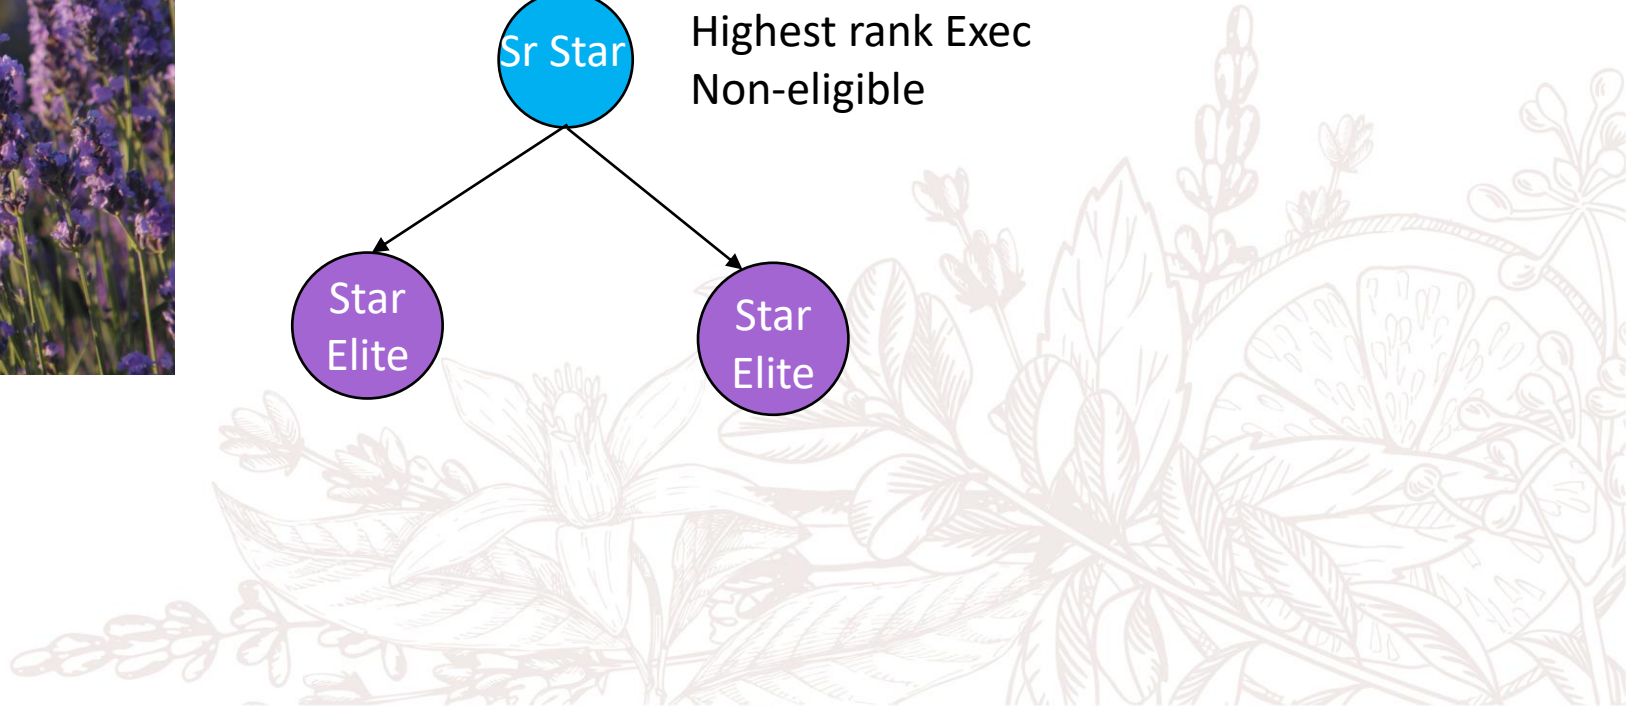 Sr Star
Highest rank Exec
Non-eligible
Star
Elite
Star
Elite